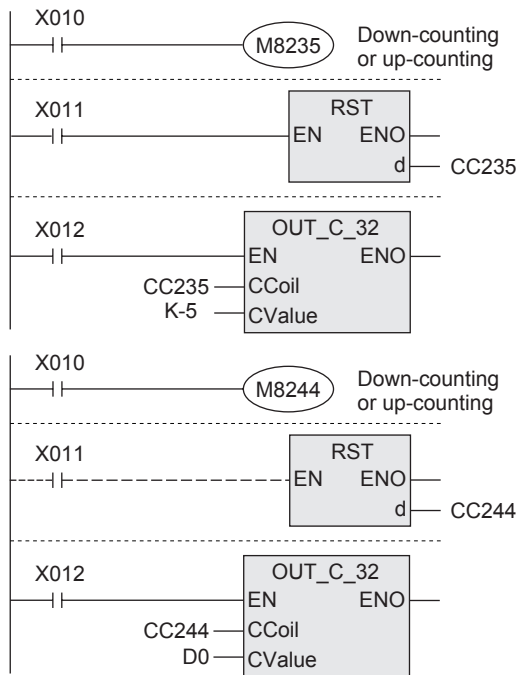 X010
M8235
Down-counting
or up-counting
X011
RST
EN ENO
d CC235
X012
OUT_C_32
EN ENO
CC235 CCoil
K-5 CValue
X010
M8244
Down-counting
or up-counting
X011
RST
EN ENO
d CC244
X012
OUT_C_32
EN ENO
CC244 CCoil
D0 CValue